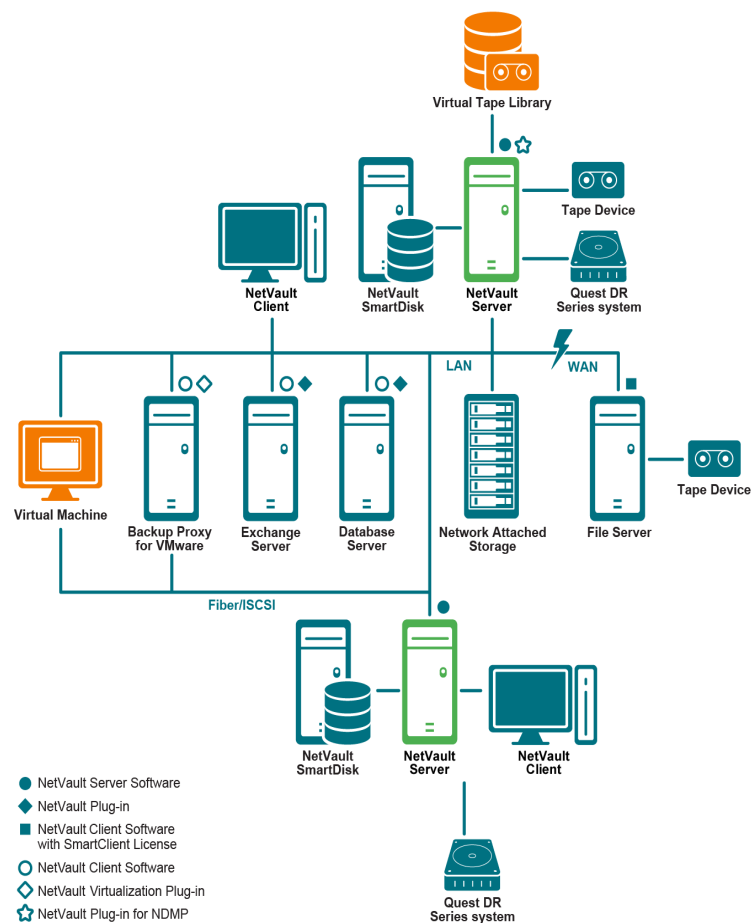 Virtual Tape Library
Tape Device
NetVault
Client
NetVault
SmartDisk
NetVault
Server
Quest DR
Series system
LAN
WAN
Virtual Machine
Backup Proxy
for VMware
Exchange
Server
Database
Server
Network Attached
Storage
File Server
Tape Device
Fiber/ISCSI
NetVault
SmartDisk
NetVault
Server
NetVault
Client
NetVault Server Software
NetVault Plug-in
NetVault Client Software
with SmartClient License
NetVault Client Software
NetVault Virtualization Plug-in
NetVault Plug-in for NDMP
Quest DR
Series system